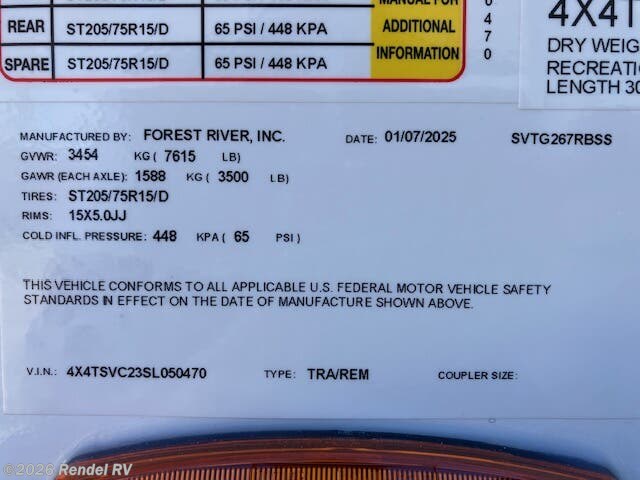 MANUAL FOR
REAR ST205/75R15/D 65 PSI / 448 KPA ADDITIONAL
SPARE ST205/75R15/D 65 PSI / 448 KPA INFORMATION
0
4
7
0
4X4T
DRY WEIG
RECREATI
LENGTH 30
MANUFACTURED BY: FOREST RIVER, INC. DATE: 01/07/2025 SVTG267RBSS
GVWR: 3454 KG ( 7615 LB)
GAWR (EACH AXLE): 1588 KG ( 3500 LB)
TIRES: ST205/75R15/D
RIMS: 15X5.0JJ
COLD INFL. PRESSURE: 448 KPA ( 65 PSI )
THIS VEHICLE CONFORMS TO ALL APPLICABLE U.S. FEDERAL MOTOR VEHICLE SAFETY
STANDARDS IN EFFECT ON THE DATE OF MANUFACTURE SHOWN ABOVE.
V.I.N.: 4X4TSVC23SL050470 TYPE: TRA/REM COUPLER SIZE:
© 2026 Rendel RV